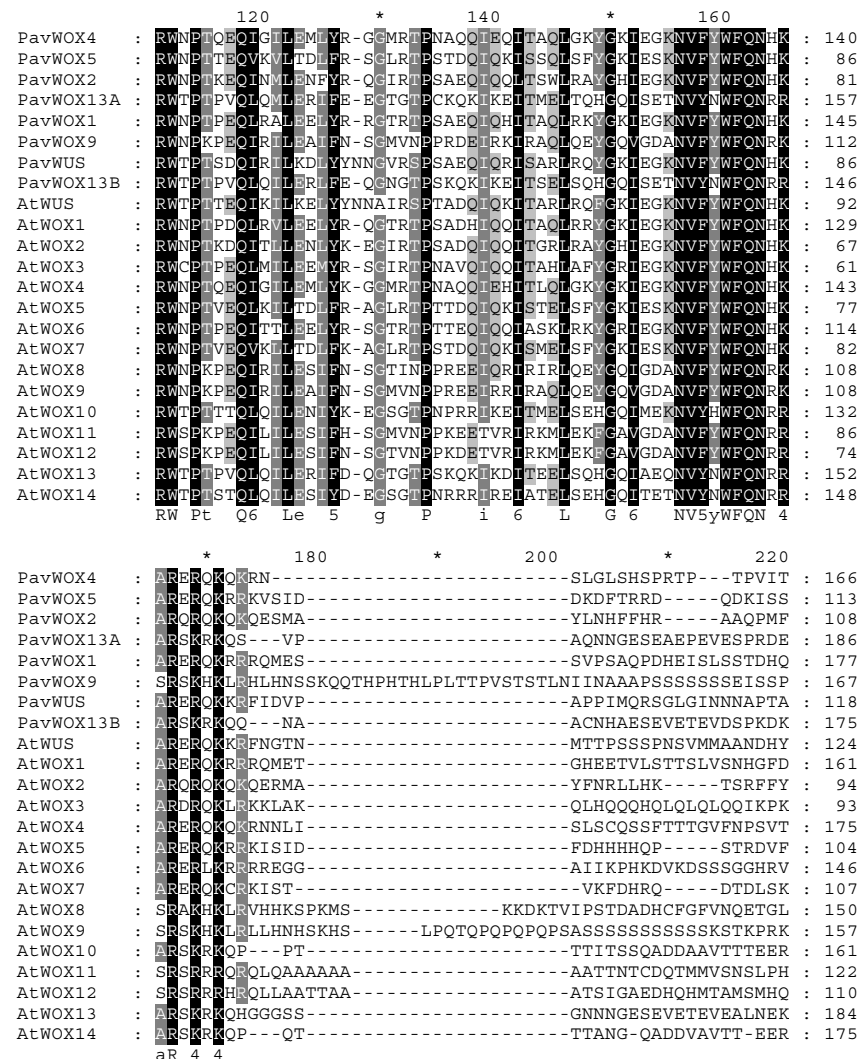 120 * 140 * 160
PavWOX4 : RWNPTQEQIGILEMLYR-GGMRTPNAQQIEQITAQLGKYGKIEGKNVFYWFQNHK : 140
PavWOX5 : RWNPTTEQVKVLTDLFR-SGLRTPSTDQIQKISSQLSFYGKIESKNVFYWFQNHK : 86
PavWOX2 : RWNPTKEQINMLENFYR-QGIRTPSAEQIQQLTSWLRAYGHIEGKNVFYWFQNHK : 81
PavWOX13A : RWTPTPVQLQMLERIFE-EGTGTPCKQKIKEITMELTQHGQISETNVYNWFQNRR : 157
PavWOX1 : RWNPTPEQLRALEELYR-RGTRTPSAEQIQHITAQLRKYGKIEGKNVFYWFQNHK : 145
PavWOX9 : RWNPKPEQIRILEAIFN-SGMVNPPRDEIRKIRAQLQEYGQVGDANVFYWFQNRK : 112
PavWUS : RWTPTSDQIRILKDLYYNNGVRSPSAEQIQRISARLRQYGKIEGKNVFYWFQNHK : 86
PavWOX13B : RWTPTPVQLQILERLFE-QGNGTPSKQKIKEITSELSQHGQISETNVYNWFQNRR : 146
AtWUS : RWTPTTEQIKILKELYYNNAIRSPTADQIQKITARLRQFGKIEGKNVFYWFQNHK : 92
AtWOX1 : RWNPTPDQLRVLEELYR-QGTRTPSADHIQQITAQLRRYGKIEGKNVFYWFQNHK : 129
AtWOX2 : RWNPTKDQITLLENLYK-EGIRTPSADQIQQITGRLRAYGHIEGKNVFYWFQNHK : 67
AtWOX3 : RWCPTPEQLMILEEMYR-SGIRTPNAVQIQQITAHLAFYGRIEGKNVFYWFQNHK : 61
AtWOX4 : RWNPTQEQIGILEMLYK-GGMRTPNAQQIEHITLQLGKYGKIEGKNVFYWFQNHK : 143
AtWOX5 : RWNPTVEQLKILTDLFR-AGLRTPTTDQIQKISTELSFYGKIESKNVFYWFQNHK : 77
AtWOX6 : RWNPTPEQITTLEELYR-SGTRTPTTEQIQQIASKLRKYGRIEGKNVFYWFQNHK : 114
AtWOX7 : RWNPTVEQVKLLTDLFK-AGLRTPSTDQIQKISMELSFYGKIESKNVFYWFQNHK : 82
AtWOX8 : RWNPKPEQIRILESIFN-SGTINPPREEIQRIRIRLQEYGQIGDANVFYWFQNRK : 108
AtWOX9 : RWNPKPEQIRILEAIFN-SGMVNPPREEIRRIRAQLQEYGQVGDANVFYWFQNRK : 108
AtWOX10 : RWTPTTTQLQILENIYK-EGSGTPNPRRIKEITMELSEHGQIMEKNVYHWFQNRR : 132
AtWOX11 : RWSPKPEQILILESIFH-SGMVNPPKEETVRIRKMLEKFGAVGDANVFYWFQNRR : 86
AtWOX12 : RWSPKPEQILILESIFN-SGTVNPPKDETVRIRKMLEKFGAVGDANVFYWFQNRR : 74
AtWOX13 : RWTPTPVQLQILERIFD-QGTGTPSKQKIKDITEELSQHGQIAEQNVYNWFQNRR : 152
AtWOX14 : RWTPTSTQLQILESIYD-EGSGTPNRRRIREIATELSEHGQITETNVYNWFQNRR : 148
RW Pt Q6 Le 5 g P i 6 L G 6 NV5yWFQN 4
* 180 * 200 * 220
PavWOX4 : ARERQKQKRN----------------------SLGLSHSPRTP---TPVIT : 166
PavWOX5 : ARERQKRRKVSID-------------------DKDFTRRD-----QDKISS : 113
PavWOX2 : ARQRQKQKQESMA-------------------YLNHFFHR-----AAQPMF : 108
PavWOX13A : ARSKRKQS---VP-------------------AQNNGESEAEPEVESPRDE : 186
PavWOX1 : ARERQKRRRQMES-------------------SVPSAQPDHEISLSSTDHQ : 177
PavWOX9 : SRSKHKLRHLHNSSKQQTHPHTHLPLTTPVSTSTLNIINAAAPSSSSSSSEISSP : 167
PavWUS : ARERQKKRFIDVP-------------------APPIMQRSGLGINNNAPTA : 118
PavWOX13B : ARSKRKQQ---NA-------------------ACNHAESEVETEVDSPKDK : 175
AtWUS : ARERQKKRFNGTN-------------------MTTPSSSPNSVMMAANDHY : 124
AtWOX1 : ARERQKRRRQMET-------------------GHEETVLSTTSLVSNHGFD : 161
AtWOX2 : ARQRQKQKQERMA-------------------YFNRLLHK-----TSRFFY : 94
AtWOX3 : ARDRQKLRKKLAK-------------------QLHQQQHQLQLQLQQIKPK : 93
AtWOX4 : ARERQKQKRNNLI-------------------SLSCQSSFTTTGVFNPSVT : 175
AtWOX5 : ARERQKRRKISID-------------------FDHHHHQP-----STRDVF : 104
AtWOX6 : ARERLKRRRREGG-------------------AIIKPHKDVKDSSSGGHRV : 146
AtWOX7 : ARERQKCRKIST---------------------VKFDHRQ-----DTDLSK : 107
AtWOX8 : SRAKHKLRVHHKSPKMS-------------KKDKTVIPSTDADHCFGFVNQETGL : 150
AtWOX9 : SRSKHKLRLLHNHSKHS------LPQTQPQPQPQPSASSSSSSSSSSSKSTKPRK : 157
AtWOX10 : ARSKRKQP---PT-------------------TTITSSQADDAAVTTTEER : 161
AtWOX11 : SRSRRRQRQLQAAAAAA---------------AATTNTCDQTMMVSNSLPH : 122
AtWOX12 : SRSRRRHRQLLAATTAA---------------ATSIGAEDHQHMTAMSMHQ : 110
AtWOX13 : ARSKRKQHGGGSS-------------------GNNNGESEVETEVEALNEK : 184
AtWOX14 : ARSKRKQP---QT-------------------TTANG-QADDVAVTT-EER : 175
aR 4 4